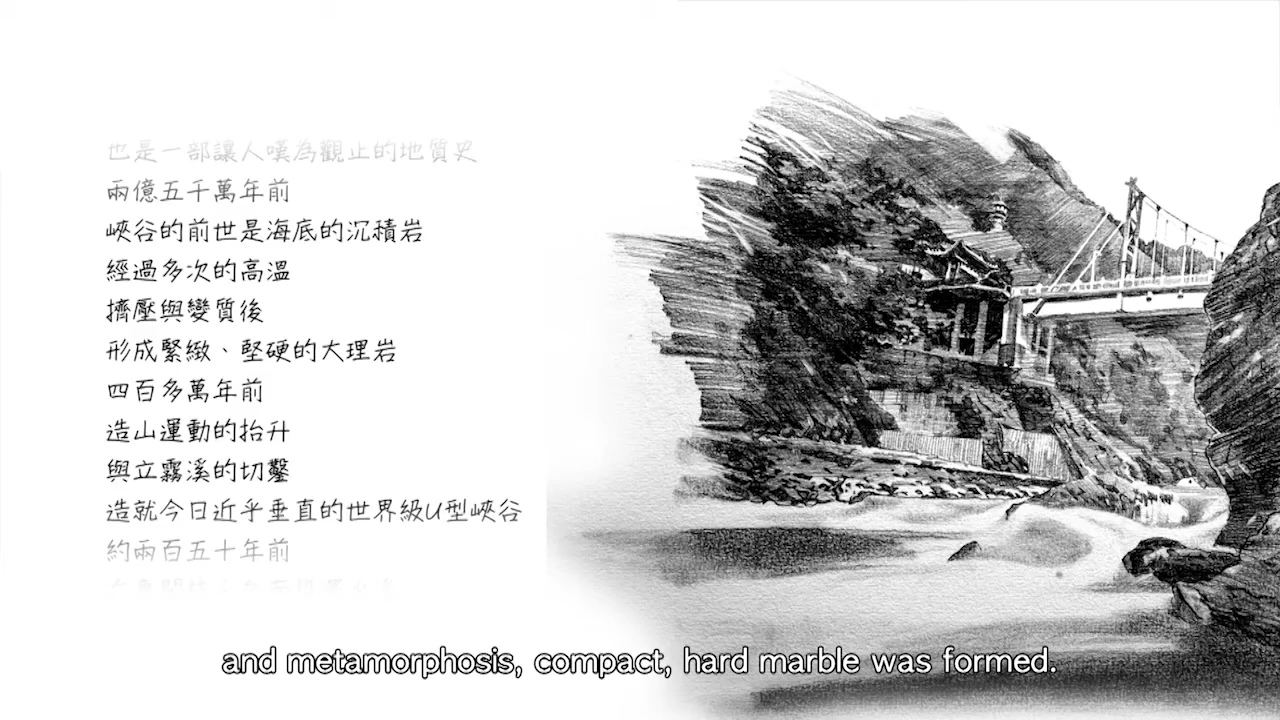 也是一部讓人嘆為觀止的地質史
兩億五千萬年前
峽谷的前世是海底的沉積岩
經過多次的高溫
擠壓與變質後
形成緊緻、堅硬的大理岩
四百多萬年前
造山運動的抬升
與立霧溪的切鑿
造就今日近乎垂直的世界級U型峽谷
約兩百五十年前
and metamorphosis, compact, hard marble was formed.